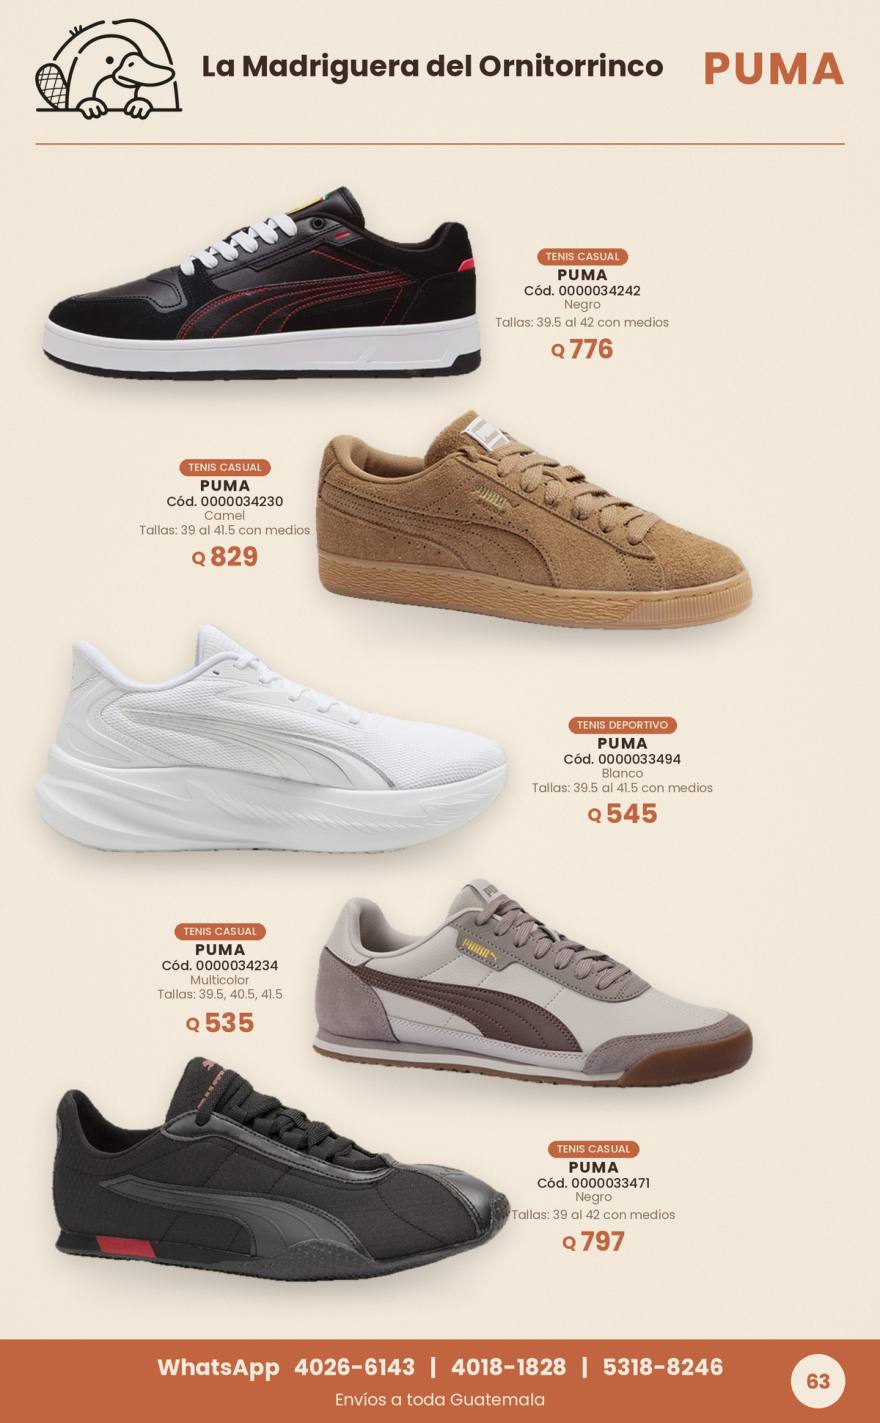 La Madriguera del Ornitorrinco
PUMA
TENIS CASUAL
PUMA
Cód. 0000034242
Negro
Tallas: 39.5 al 42 con medios
Q 776
TENIS CASUAL
PUMA
Cód. 0000034230
Camel
Tallas: 39 al 41.5 con medios
Q 829
TENIS DEPORTIVO
PUMA
Cód. 0000033494
Blanco
Tallas: 39.5 al 41.5 con medios
Q 545
TENIS CASUAL
PUMA
Cód. 0000034234
Multicolor
Tallas: 39.5, 40.5, 41.5
Q 535
TENIS CASUAL
PUMA
Cód. 0000033471
Negro
Tallas: 39 al 42 con medios
Q 797
WhatsApp 4026-6143 | 4018-1828 | 5318-8246
Envíos a toda Guatemala
63